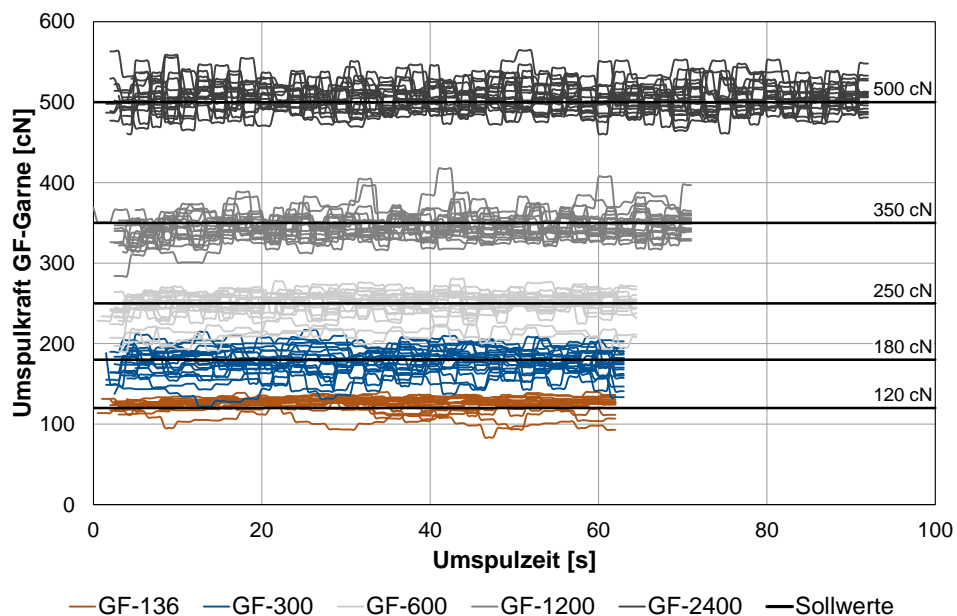 Umspulkraft GF-Garne [cN]
600
500
400
300
200
100
0
500 cN
350 cN
250 cN
180 cN
120 cN
0 20 40 60 80 100
Umspulzeit [s]
GF-136 GF-300 GF-600 GF-1200 GF-2400 Sollwerte